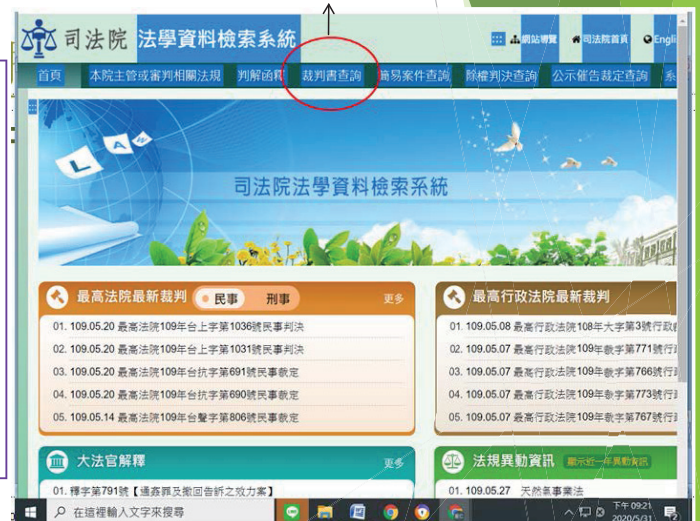 司法院 法學資料檢索系統
網站導覽 司法院首頁 Engli
首頁 本院主管或審判相關法規 判解函釋 裁判書查詢 簡易案件查詢 除權判決查詢 公示催告裁定查詢 系
L A W
司法院法學資料檢索系統
最高法院最新裁判 民事 刑事 更多
01. 109.05.20 最高法院109年台上字第1036號民事判決
02. 109.05.20 最高法院109年台上字第1031號民事判決
03. 109.05.20 最高法院109年台抗字第691號民事裁定
04. 109.05.20 最高法院109年台抗字第690號民事裁定
05. 109.05.14 最高法院109年台聲字第806號民事裁定
最高行政法院最新裁判
01. 109.05.08 最高行政法院108年大字第3號行政
02. 109.05.07 最高行政法院109年裁字第771號行政
03. 109.05.07 最高行政法院109年裁字第766號行政
04. 109.05.07 最高行政法院109年裁字第773號行政
05. 109.05.07 最高行政法院109年裁字第767號行政
大法官解釋 更多
01. 釋字第791號【通姦罪及撤回告訴之效力案】
法規異動資訊 顯示近一年異動資訊
01. 109.05.27 天然氣事業法
在這裡輸入文字來搜尋
下午 09:21
2020/5/31